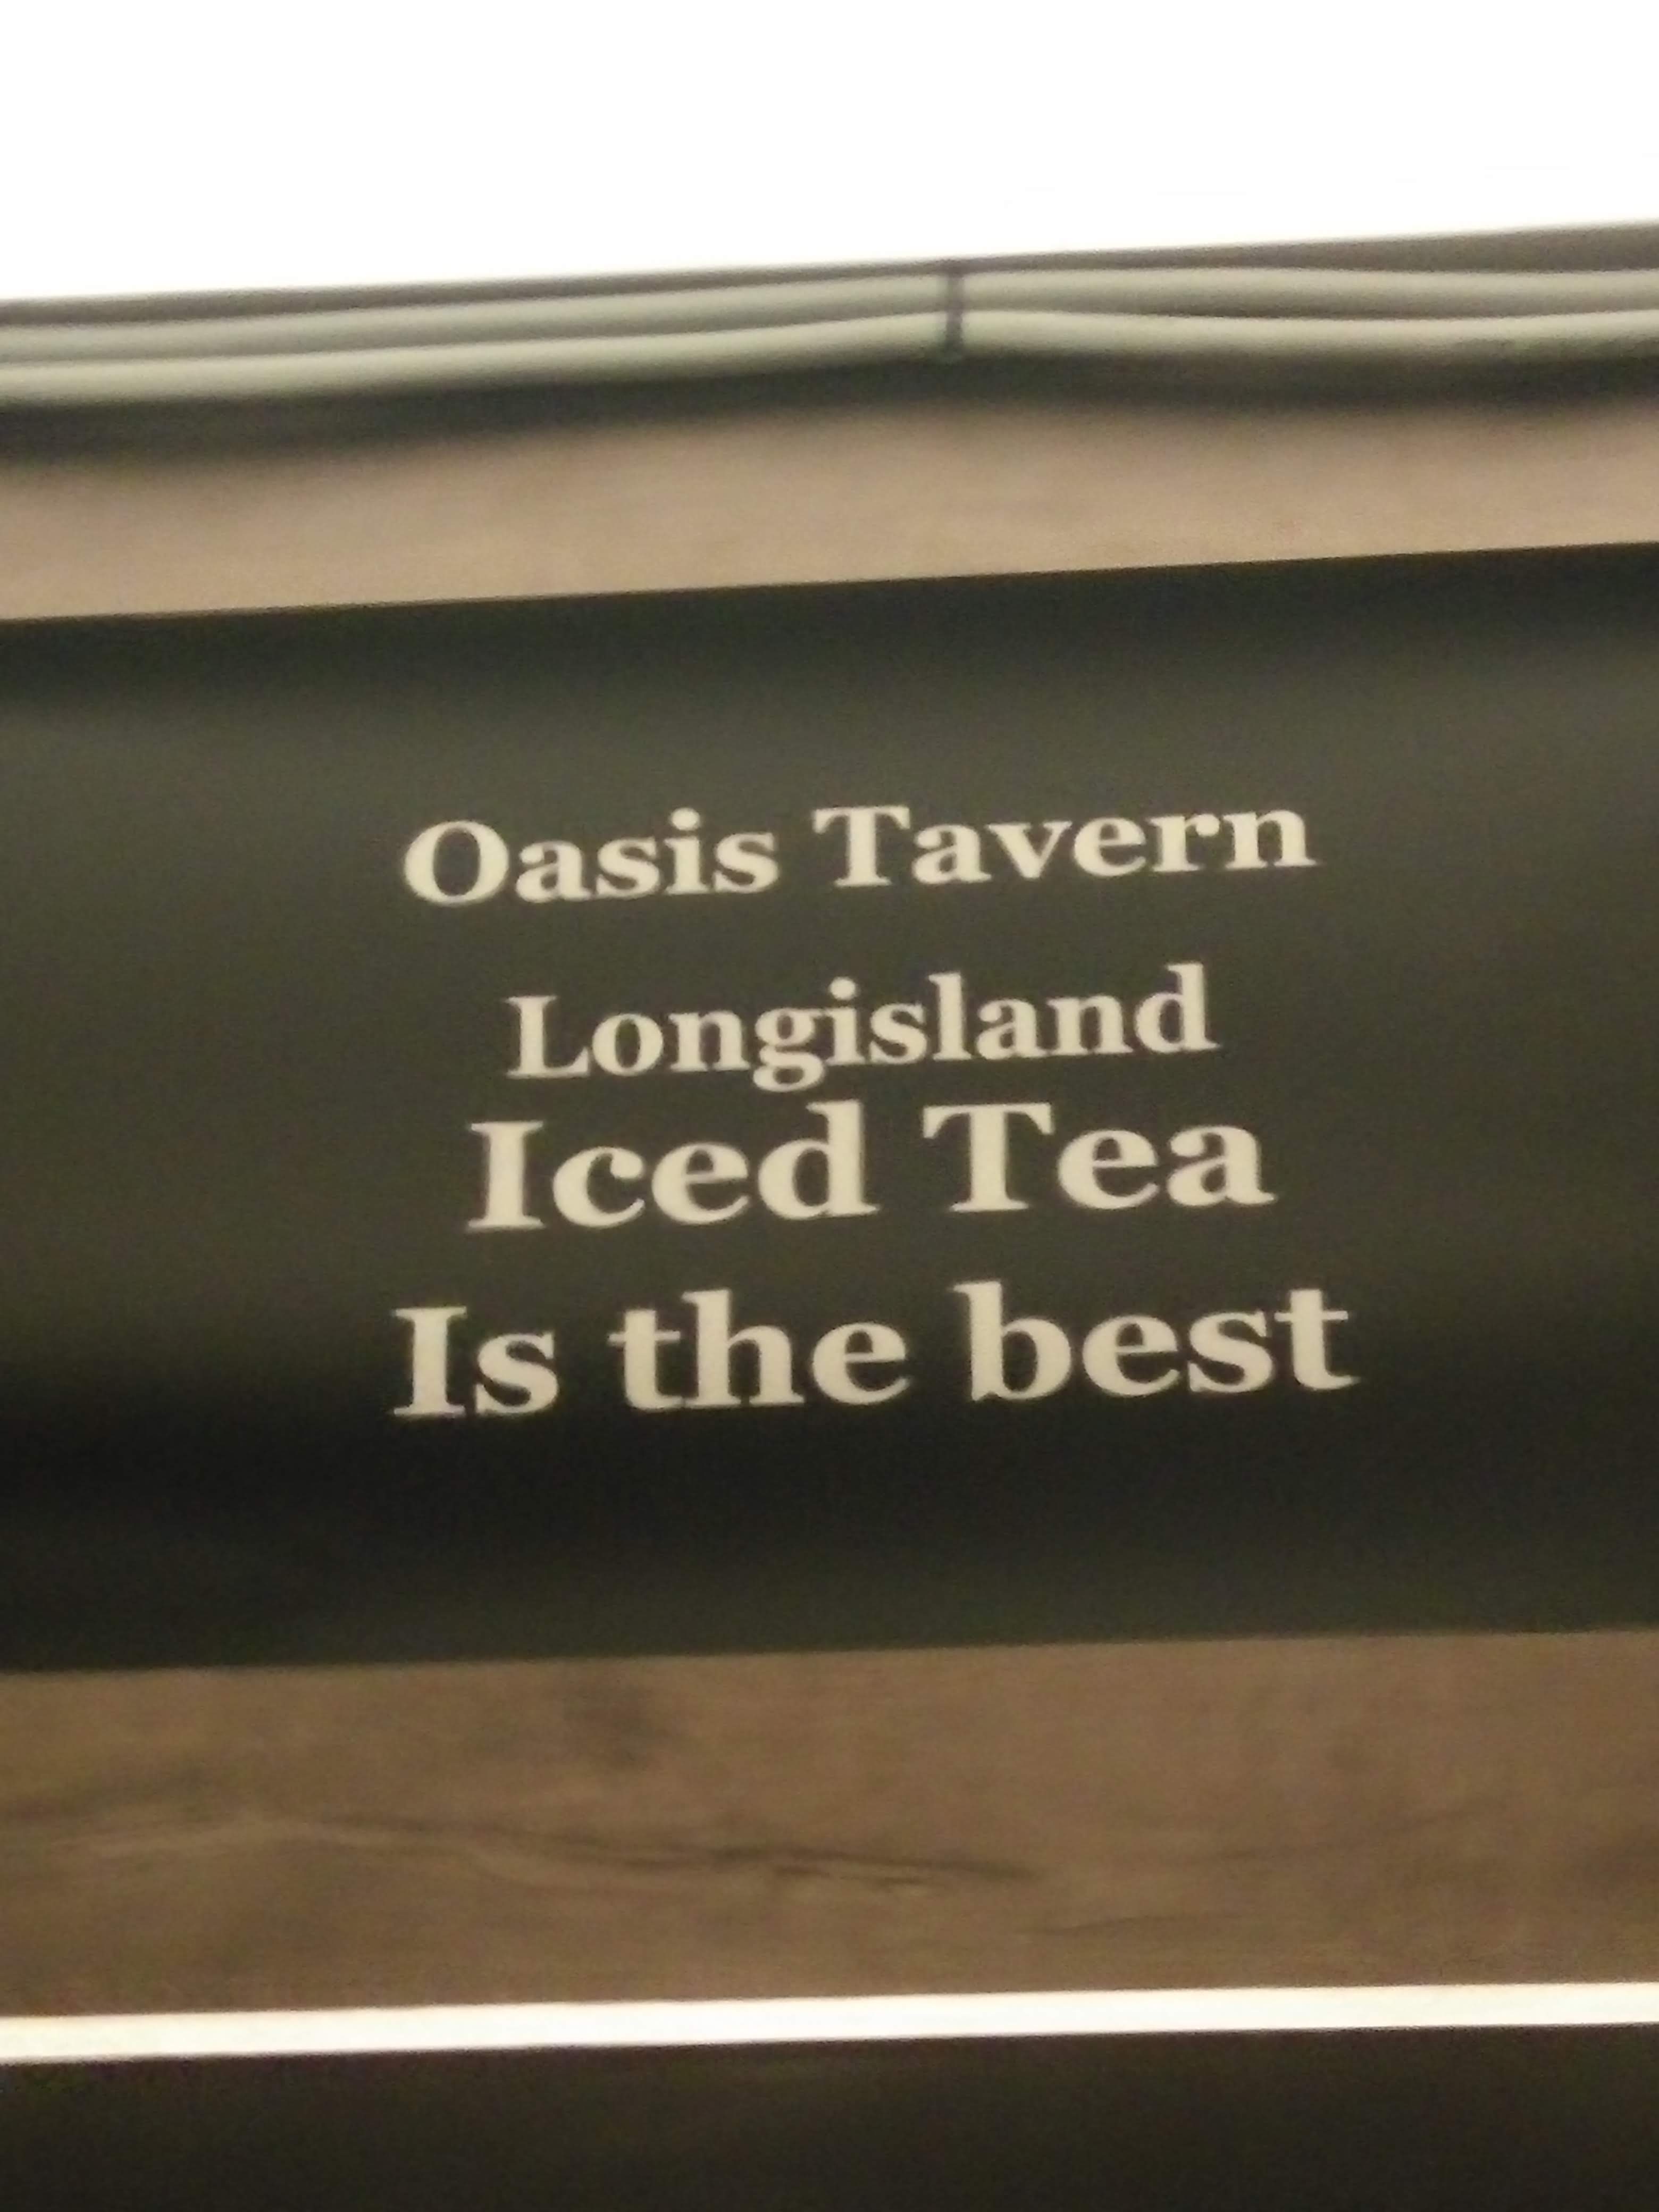 Oasis Tavern
Longisland
Iced Tea
Is the best